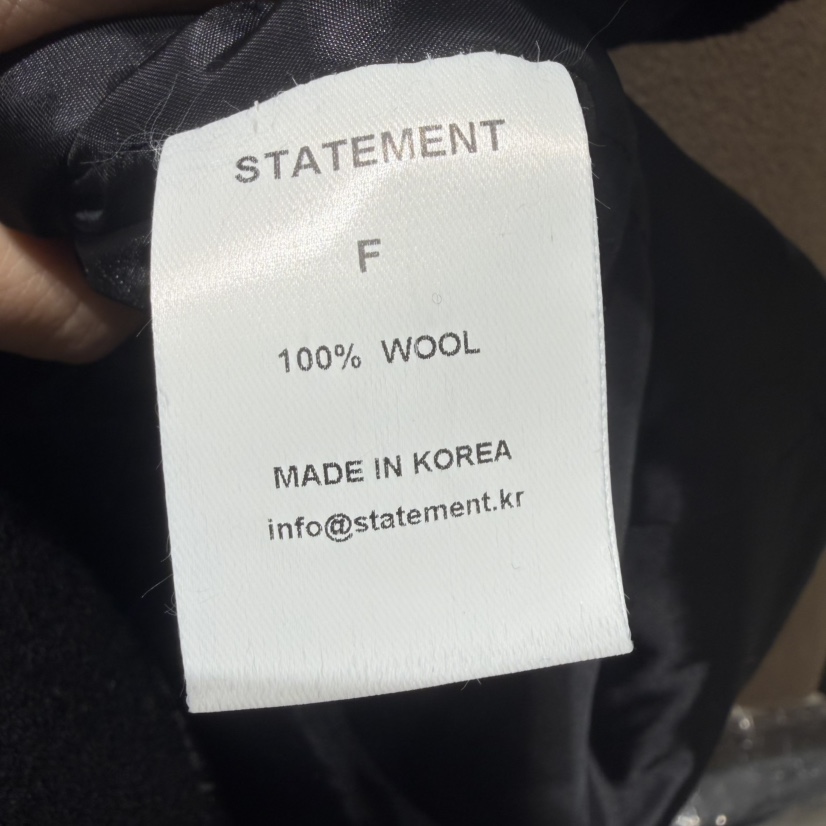 STATEMENT
F
100% WOOL
MADE IN KOREA
info@statement.kr